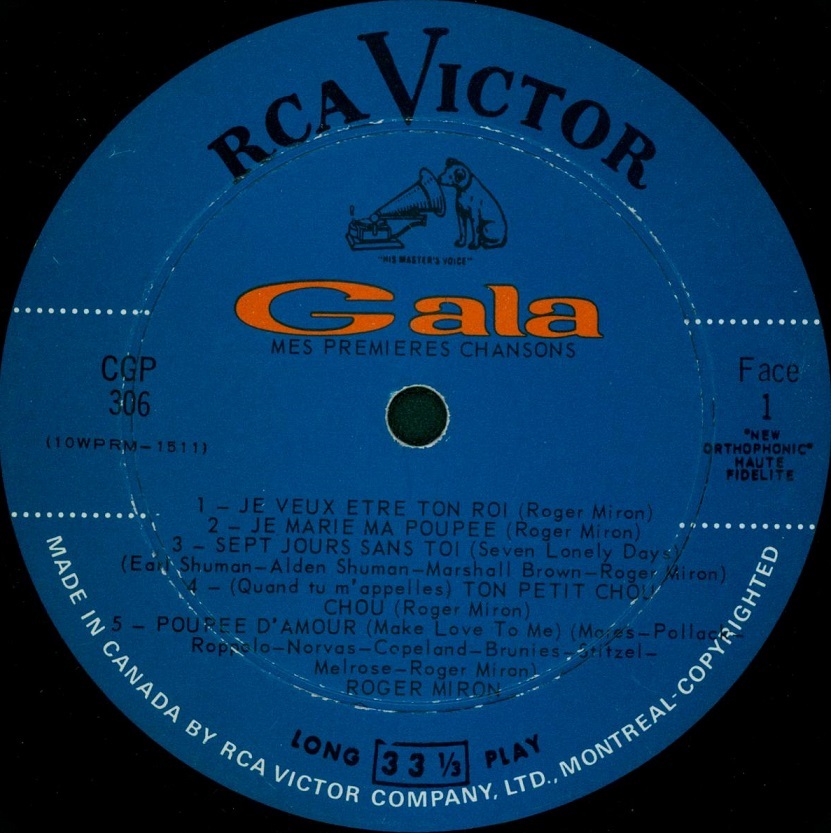 RCA VICTOR
"HIS MASTER'S VOICE"
Gala
MES PREMIERES CHANSONS
CGP
306
(10WPRM-1511)
Face
1
"NEW
ORTHOPHONIC"
HAUTE
FIDELITE
1 – JE VEUX ETRE TON ROI (Roger Miron)
2 – JE MARIE MA POUPEE (Roger Miron)
3 – SEPT JOURS SANS TOI (Seven Lonely Days)
(Earl Shuman–Alden Shuman–Marshall Brown–Roger Miron)
4 – (Quand tu m'appelles) TON PETIT CHOU
CHOU (Roger Miron)
5 – POUPEE D'AMOUR (Make Love To Me) (Mares–Pollack–
Roppolo–Norvas–Copeland–Brunies–Stitzel–
Melrose–Roger Miron)
ROGER MIRON
LONG 33 1/3 PLAY
MADE IN CANADA BY RCA VICTOR COMPANY, LTD., MONTREAL-COPYRIGHTED